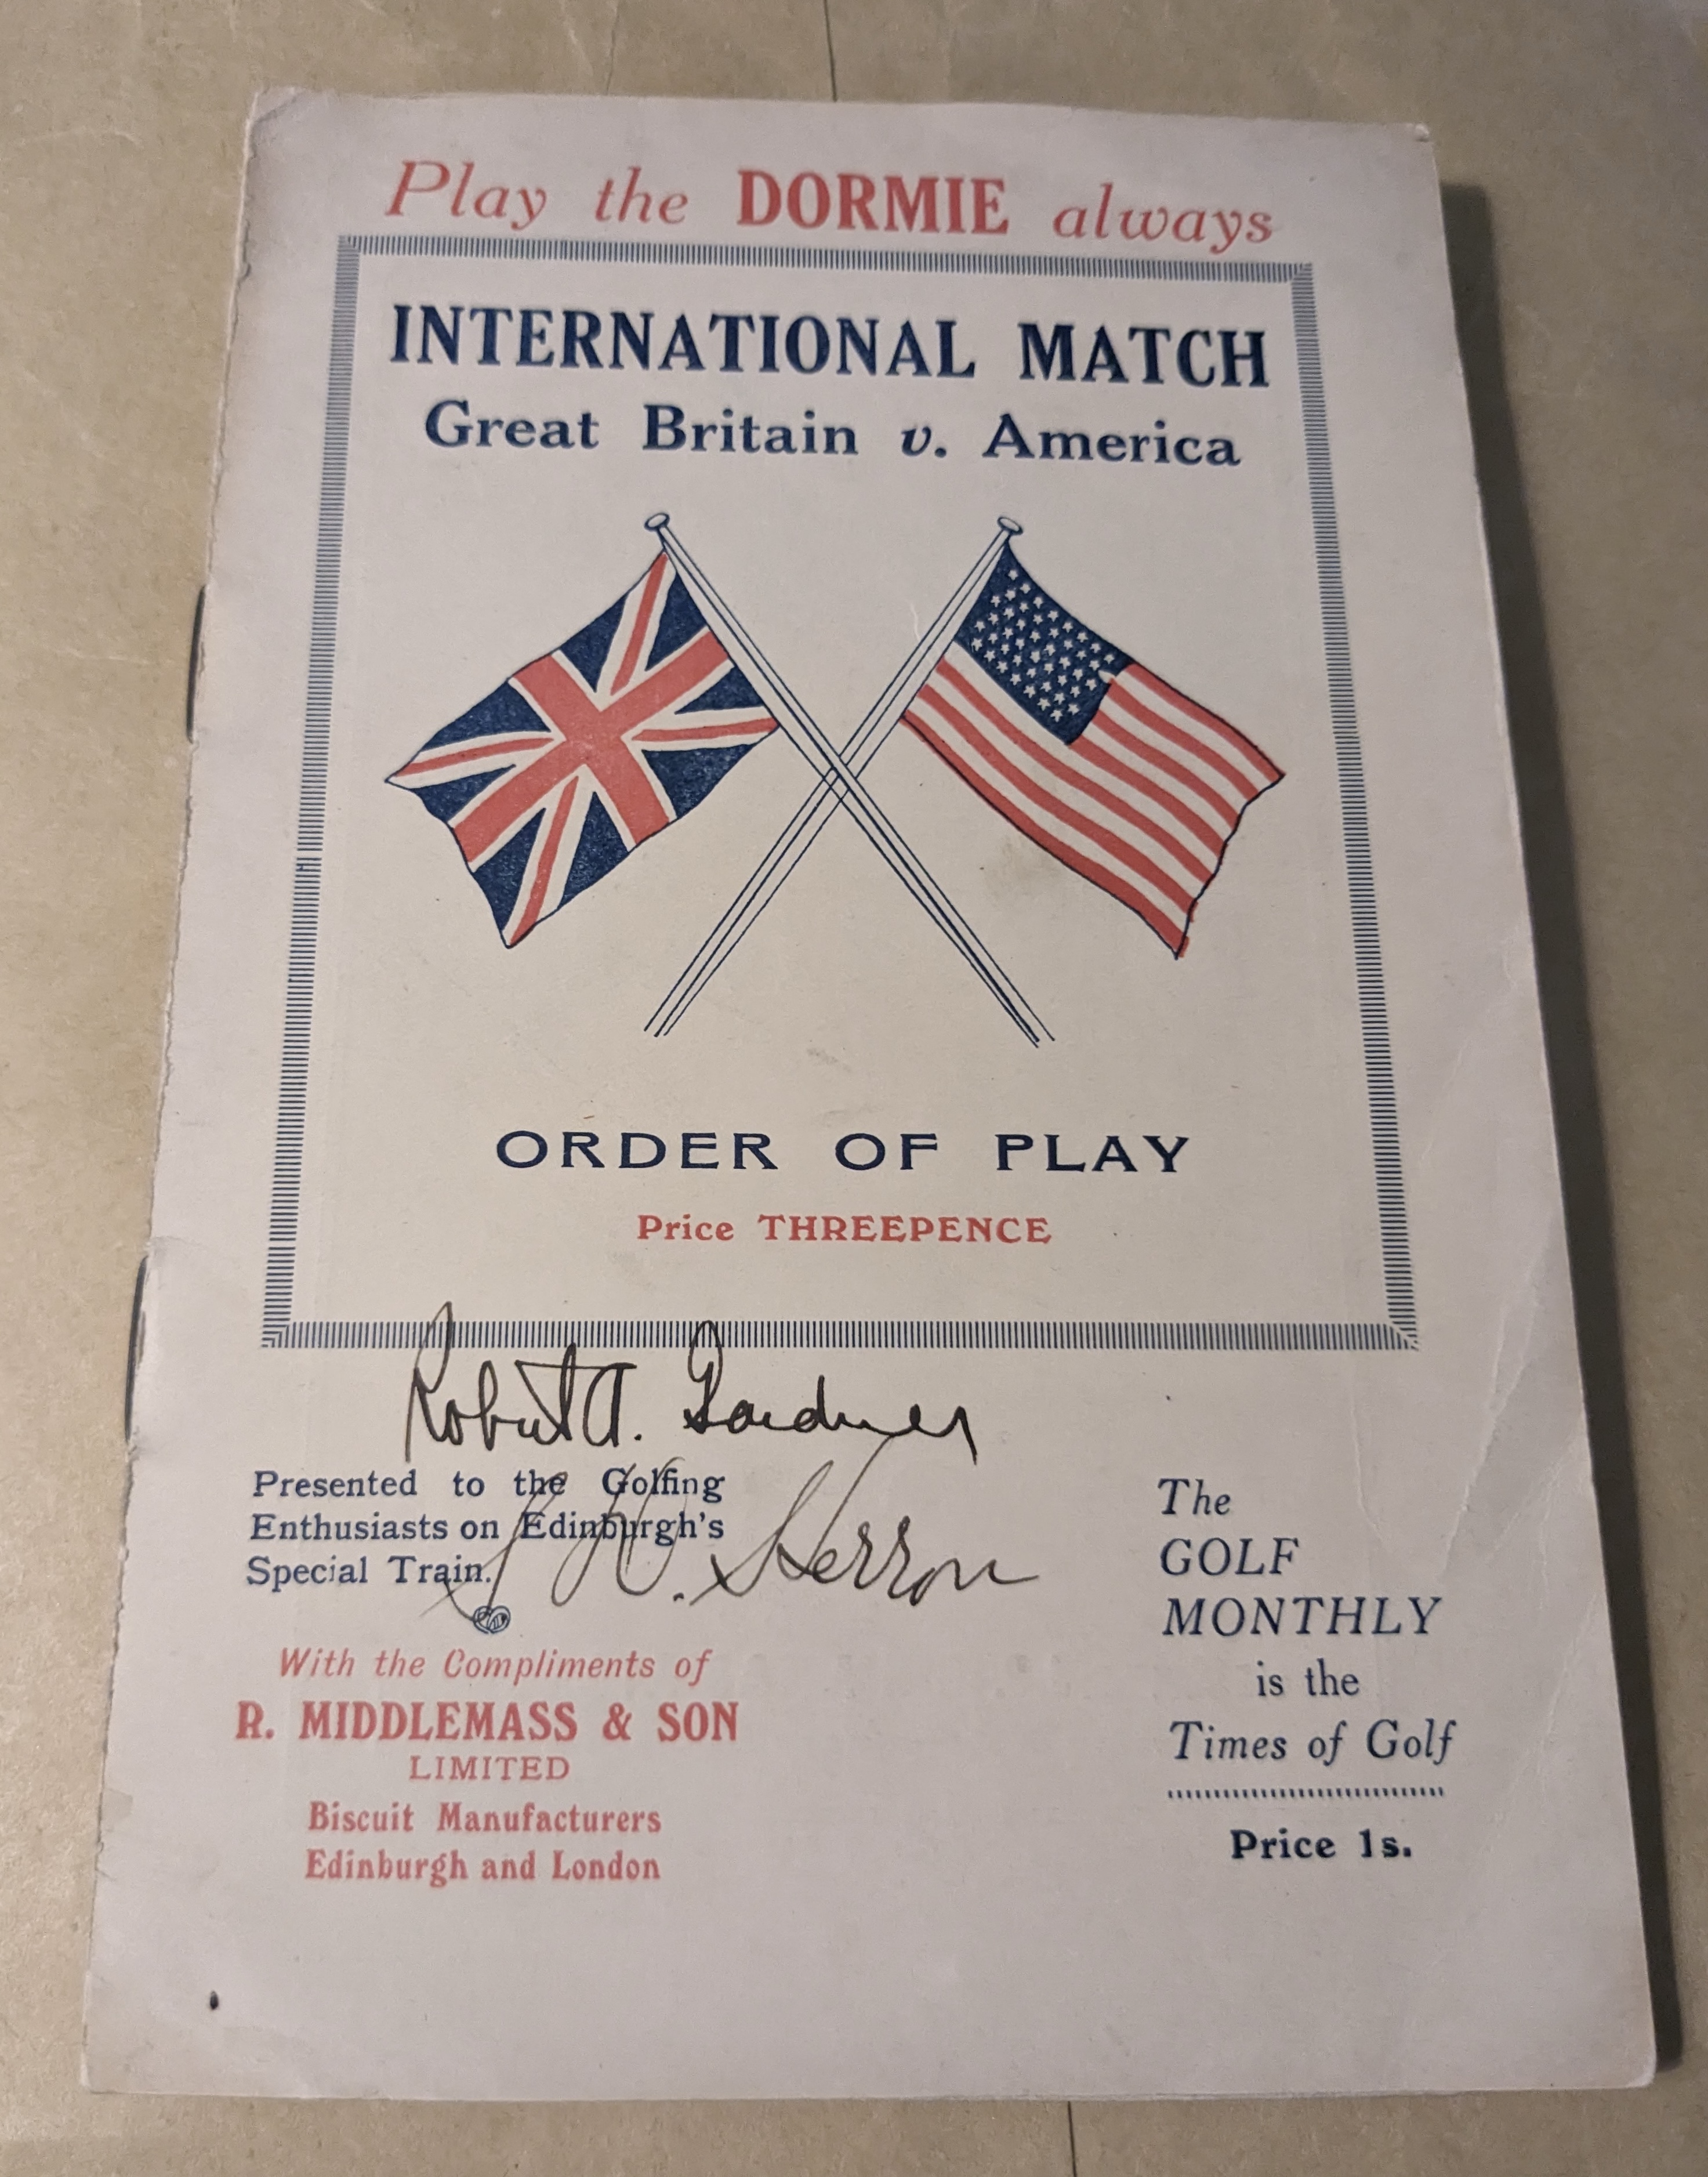 Play the DORMIE always
INTERNATIONAL MATCH
Great Britain v. America
ORDER OF PLAY
Price THREEPENCE
Robert A. Gardner
Presented to the Golfing
Enthusiasts on Edinburgh's
Special Train.
S W. Herron
With the Compliments of
R. MIDDLEMASS & SON
LIMITED
Biscuit Manufacturers
Edinburgh and London
The
GOLF
MONTHLY
is the
Times of Golf
Price 1s.